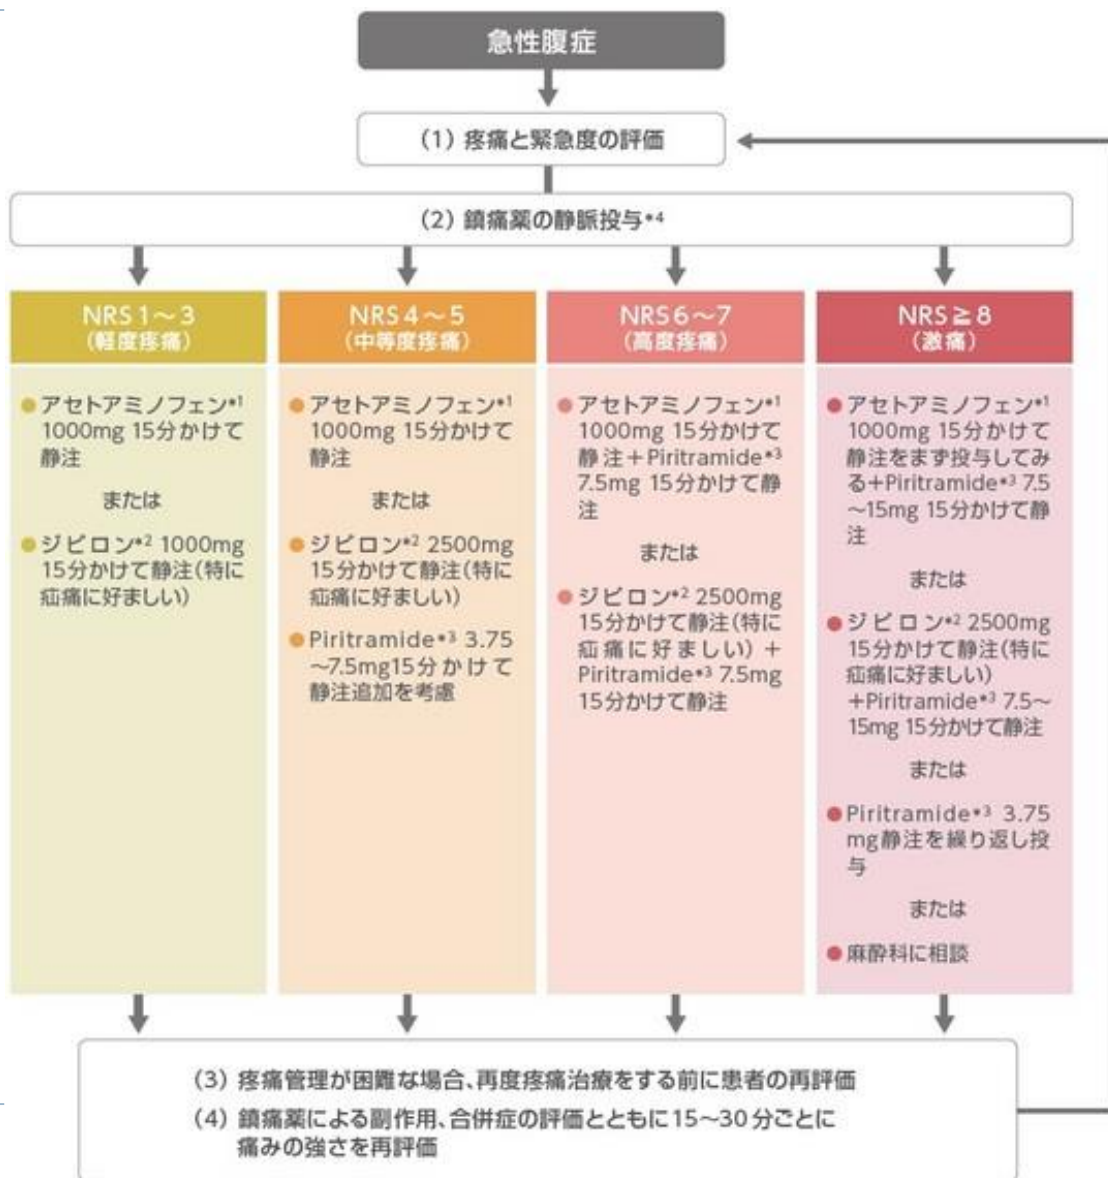 急性腹症
(1) 疼痛と緊急度の評価
(2) 鎮痛薬の静脈投与*4
NRS 1〜3
(軽度疼痛)
●アセトアミノフェン*1
1000mg 15分かけて
静注
または
●ジピロン*2 1000mg
15分かけて静注(特に
疝痛に好ましい)
NRS 4〜5
(中等度疼痛)
●アセトアミノフェン*1
1000mg 15分かけて
静注
または
●ジピロン*2 2500mg
15分かけて静注(特に
疝痛に好ましい)
●Piritramide*3 3.75
〜7.5mg15分かけて
静注追加を考慮
NRS 6〜7
(高度疼痛)
●アセトアミノフェン*1
1000mg 15分かけて
静注+Piritramide*3
7.5mg 15分かけて静
注
または
●ジピロン*2 2500mg
15分かけて静注(特に
疝痛に好ましい)+
Piritramide*3 7.5mg
15分かけて静注
NRS≧8
(激痛)
●アセトアミノフェン*1
1000mg 15分かけて
静注をまず投与してみ
る+Piritramide*3 7.5
〜15mg 15分かけて静
注
または
●ジピロン*2 2500mg
15分かけて静注(特に
疝痛に好ましい)
+Piritramide*3 7.5〜
15mg 15分かけて静注
または
●Piritramide*3 3.75
mg静注を繰り返し投
与
または
●麻酔科に相談
(3) 疼痛管理が困難な場合、再度疼痛治療をする前に患者の再評価
(4) 鎮痛薬による副作用、合併症の評価とともに15〜30分ごとに
痛みの強さを再評価